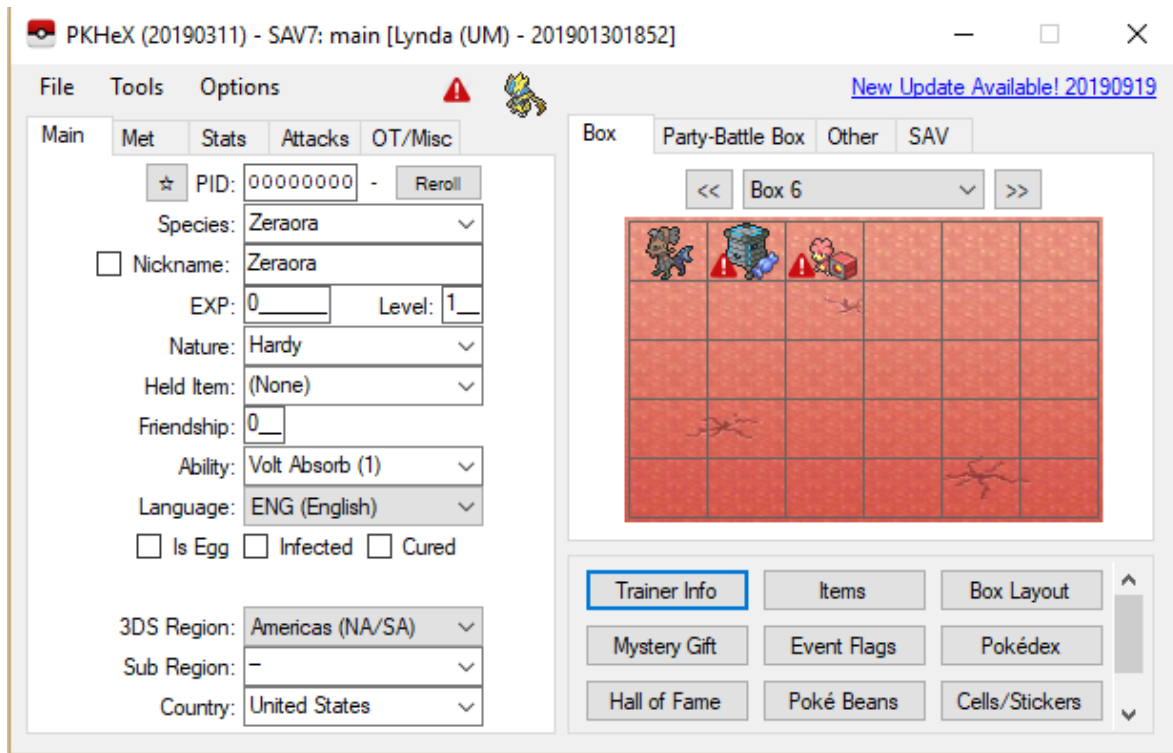 PKHeX (20190311) - SAV7: main [Lynda (UM) - 201901301852]
File Tools Options New Update Available! 20190919
Main Met Stats Attacks OT/Misc
☆ PID: 00000000 - Reroll
Species: Zeraora
Nickname: Zeraora
EXP: 0_____ Level: 1__
Nature: Hardy
Held Item: (None)
Friendship: 0__
Ability: Volt Absorb (1)
Language: ENG (English)
Is Egg Infected Cured
3DS Region: Americas (NA/SA)
Sub Region: –
Country: United States
Box Party-Battle Box Other SAV
<< Box 6 >>
Trainer Info Items Box Layout
Mystery Gift Event Flags Pokédex
Hall of Fame Poké Beans Cells/Stickers